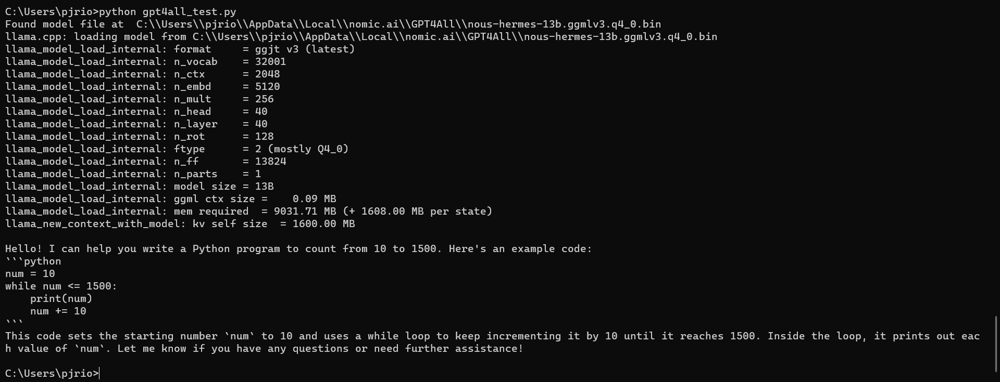 C:\Users\pjrio>python gpt4all_test.py
Found model file at  C:\\Users\\pjrio\\AppData\\Local\\nomic.ai\\GPT4All\\nous-hermes-13b.ggmlv3.q4_0.bin
llama.cpp: loading model from C:\\Users\\pjrio\\AppData\\Local\\nomic.ai\\GPT4All\\nous-hermes-13b.ggmlv3.q4_0.bin
llama_model_load_internal: format     = ggjt v3 (latest)
llama_model_load_internal: n_vocab    = 32001
llama_model_load_internal: n_ctx      = 2048
llama_model_load_internal: n_embd     = 5120
llama_model_load_internal: n_mult     = 256
llama_model_load_internal: n_head     = 40
llama_model_load_internal: n_layer    = 40
llama_model_load_internal: n_rot      = 128
llama_model_load_internal: ftype      = 2 (mostly Q4_0)
llama_model_load_internal: n_ff       = 13824
llama_model_load_internal: n_parts    = 1
llama_model_load_internal: model size = 13B
llama_model_load_internal: ggml ctx size =    0.09 MB
llama_model_load_internal: mem required  = 9031.71 MB (+ 1608.00 MB per state)
llama_new_context_with_model: kv self size  = 1600.00 MB

Hello! I can help you write a Python program to count from 10 to 1500. Here's an example code:
```python
num = 10
while num <= 1500:
    print(num)
    num += 10
```
This code sets the starting number `num` to 10 and uses a while loop to keep incrementing it by 10 until it reaches 1500. Inside the loop, it prints out eac
h value of `num`. Let me know if you have any questions or need further assistance!

C:\Users\pjrio>